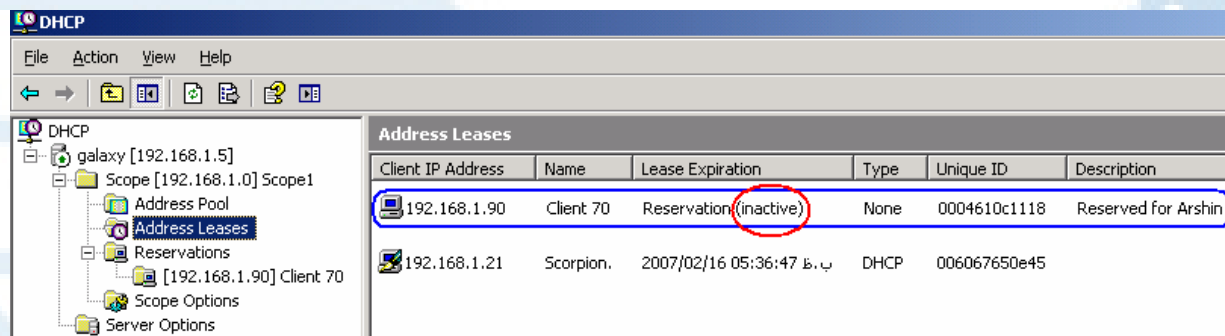 DHCP
File Action View Help
DHCP
galaxy [192.168.1.5]
Scope [192.168.1.0] Scope1
Address Pool
Address Leases
Reservations
[192.168.1.90] Client 70
Scope Options
Server Options
Address Leases
Client IP Address Name Lease Expiration Type Unique ID Description
192.168.1.90 Client 70 Reservation (inactive) None 0004610c1118 Reserved for Arshin
192.168.1.21 Scorpion. 2007/02/16 05:36:47 ب.ظ DHCP 006067650e45